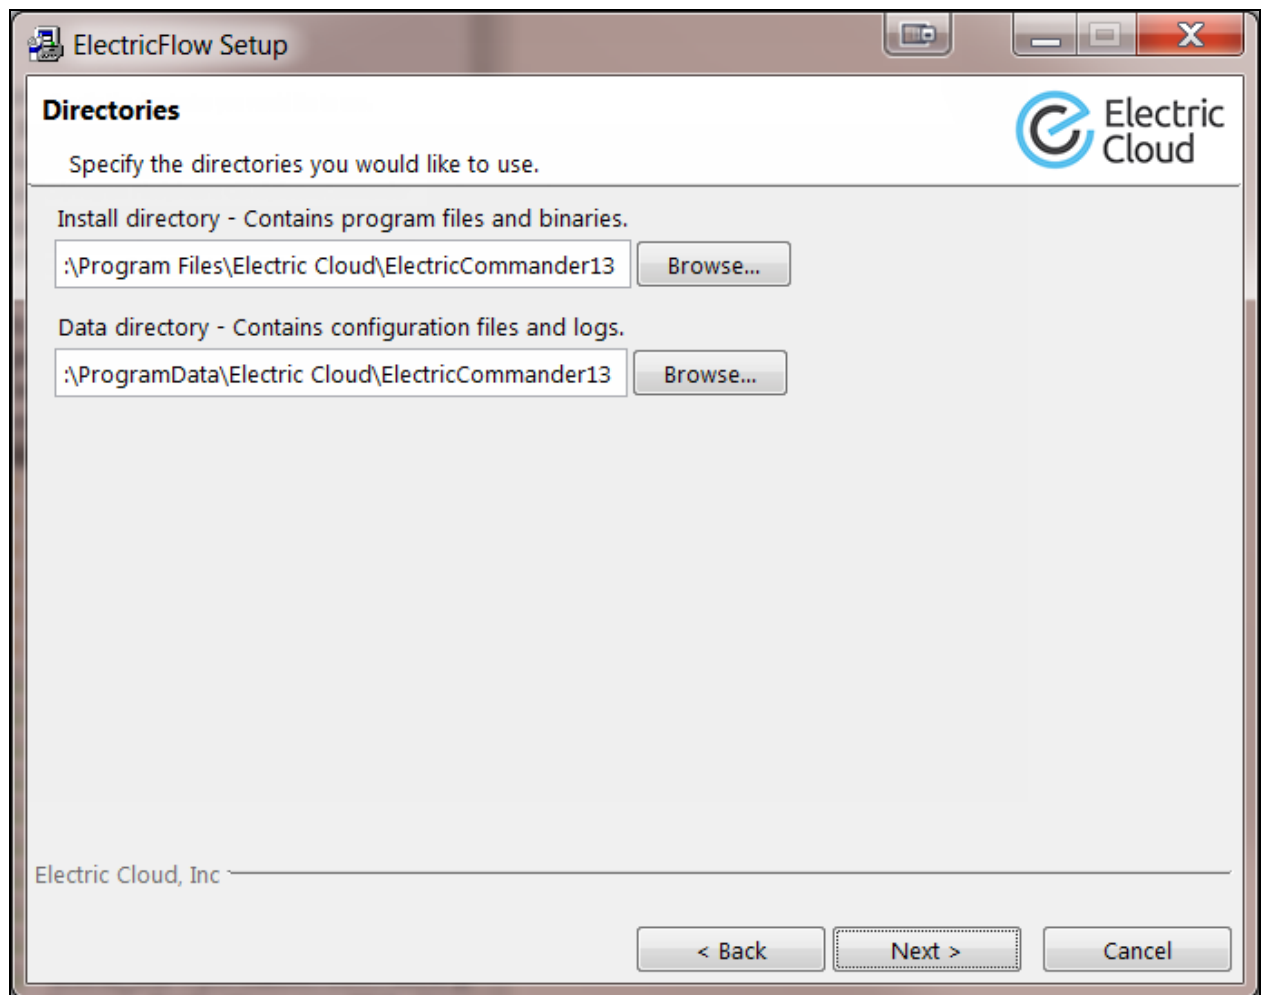 ElectricFlow Setup
Directories
Specify the directories you would like to use.
Electric
Cloud
Install directory - Contains program files and binaries.
:\Program Files\Electric Cloud\ElectricCommander13
Browse...
Data directory - Contains configuration files and logs.
:\ProgramData\Electric Cloud\ElectricCommander13
Browse...
Electric Cloud, Inc
< Back
Next >
Cancel